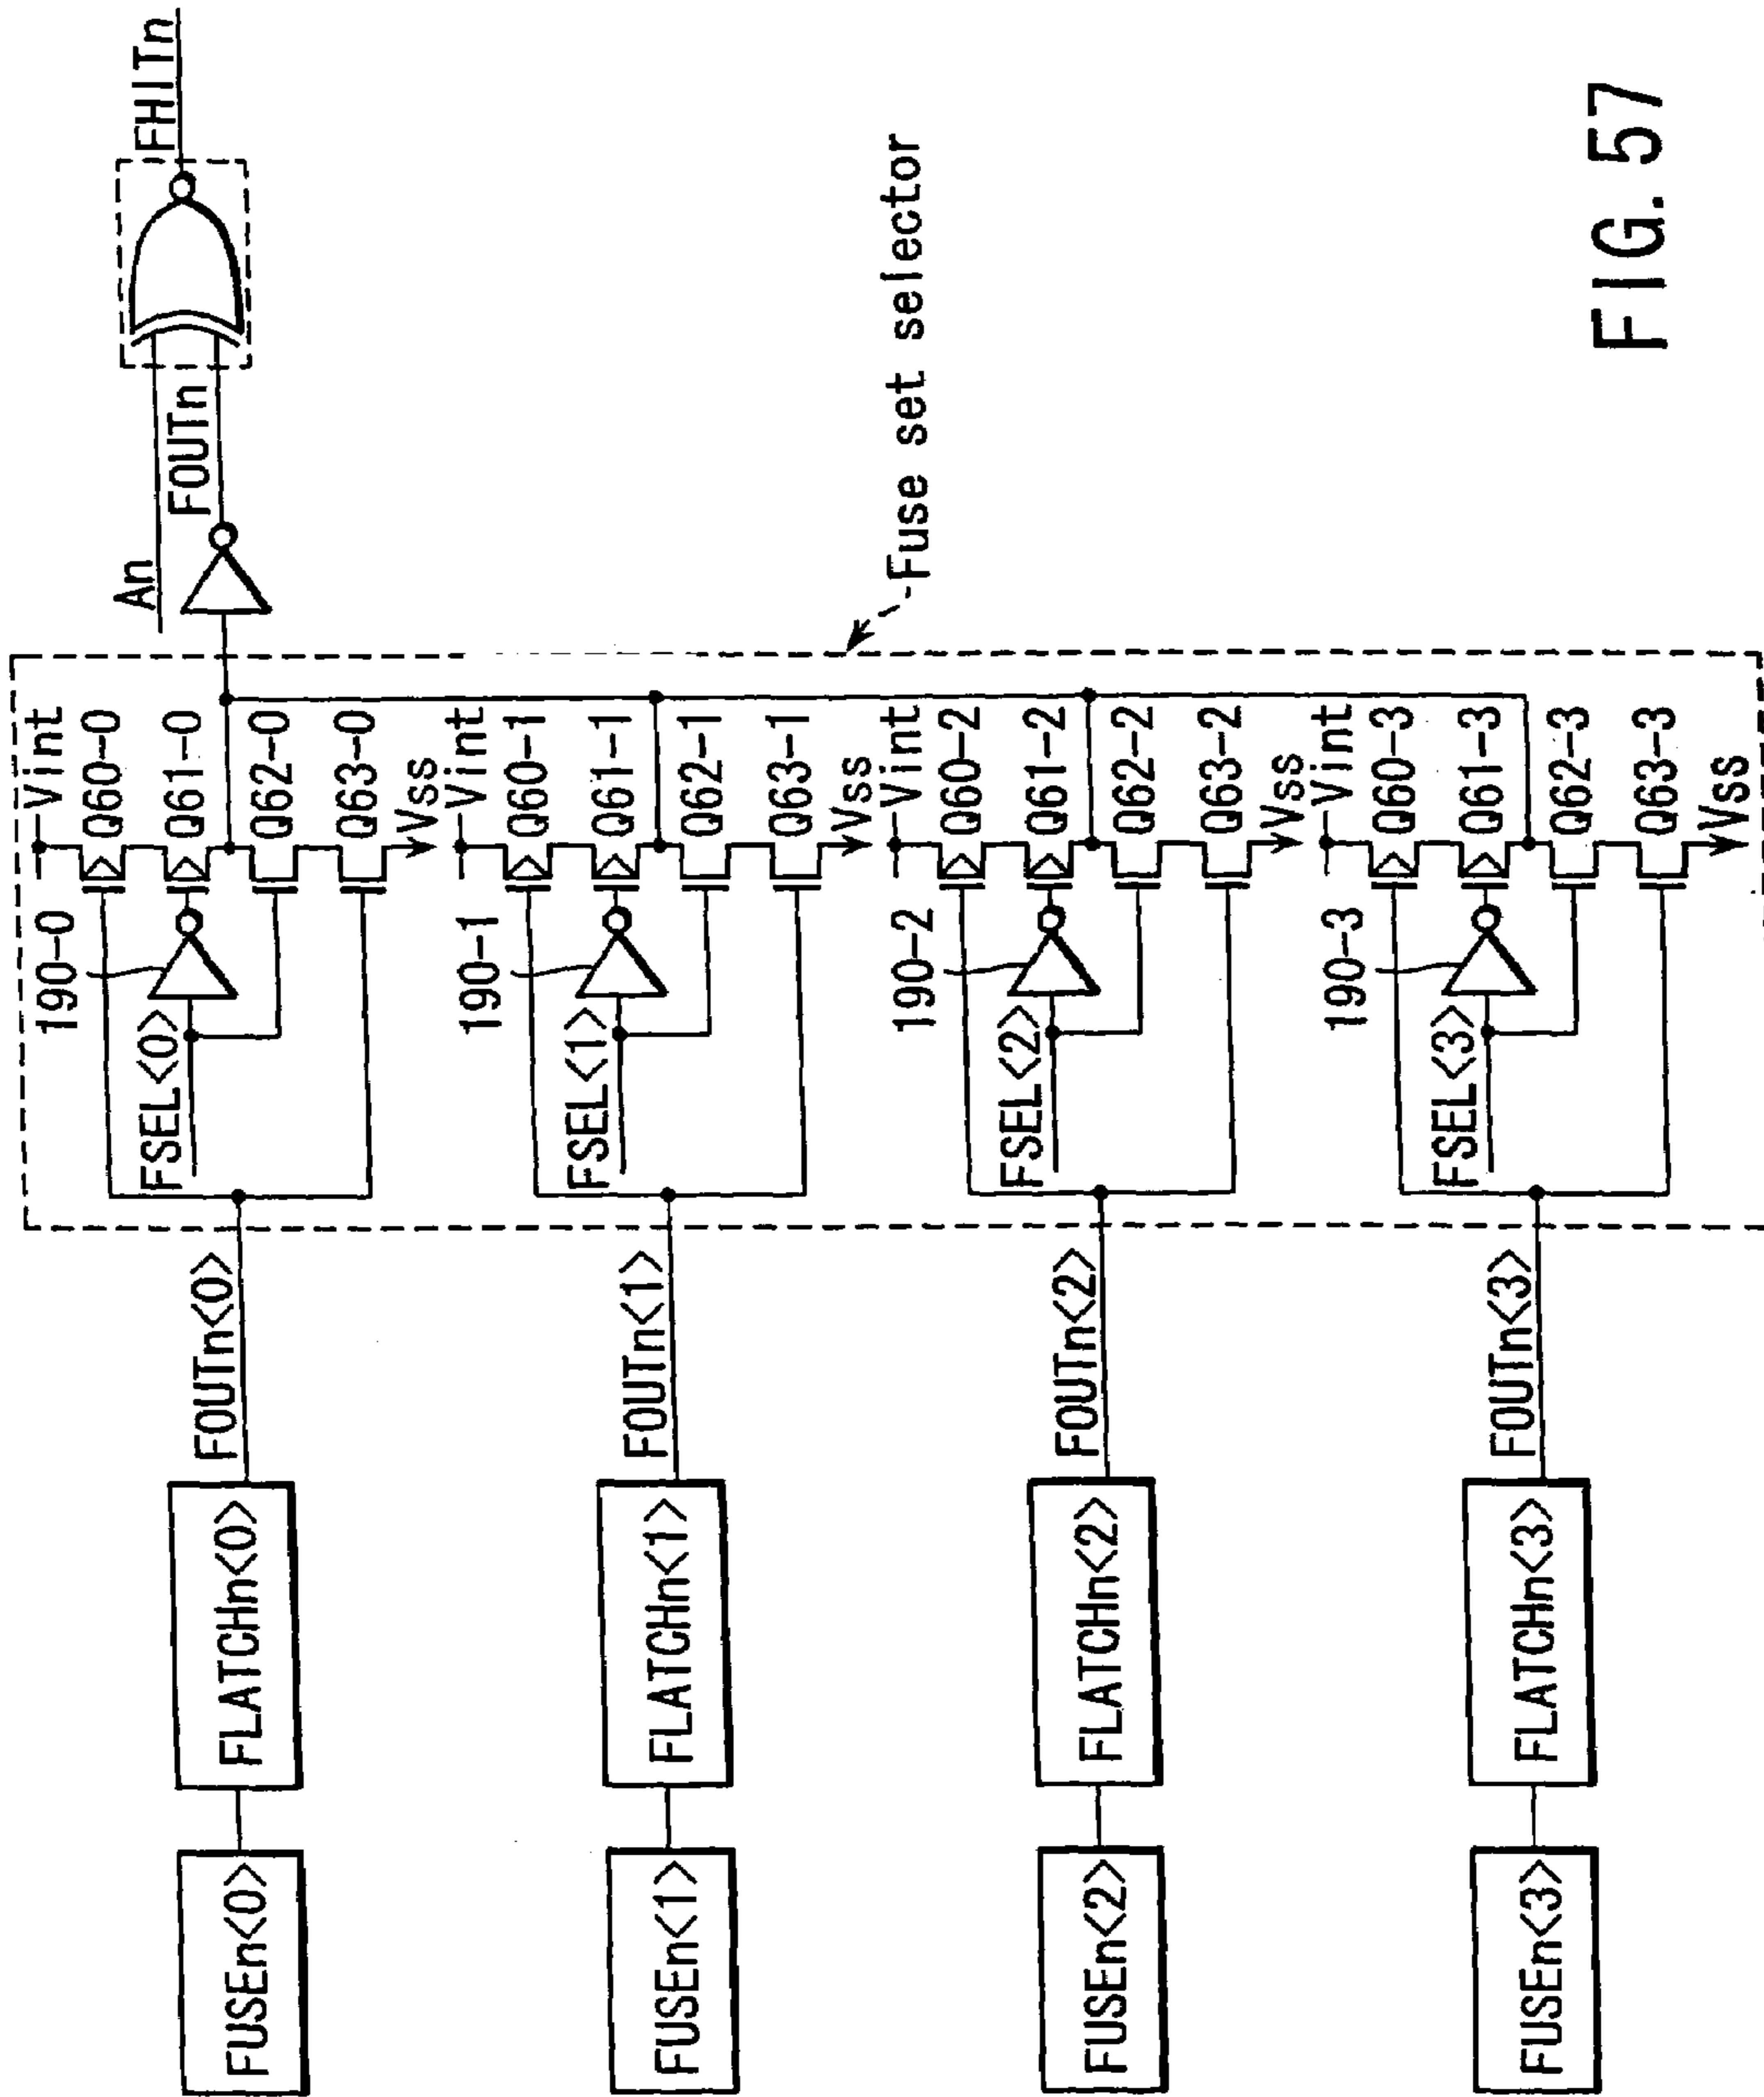 FUSEn<0>
FLATCHn<0>
FOUTn<0>
FSEL<0>
190-0
Vint
Q60-0
Q61-0
Q62-0
Q63-0
Vss
FUSEn<1>
FLATCHn<1>
FOUTn<1>
FSEL<1>
190-1
Vint
Q60-1
Q61-1
Q62-1
Q63-1
Vss
FUSEn<2>
FLATCHn<2>
FOUTn<2>
FSEL<2>
190-2
Vint
Q60-2
Q61-2
Q62-2
Q63-2
Vss
FUSEn<3>
FLATCHn<3>
FOUTn<3>
FSEL<3>
190-3
Vint
Q60-3
Q61-3
Q62-3
Q63-3
Vss
An
FOUTn
FHITn
Fuse set selector
FIG. 57